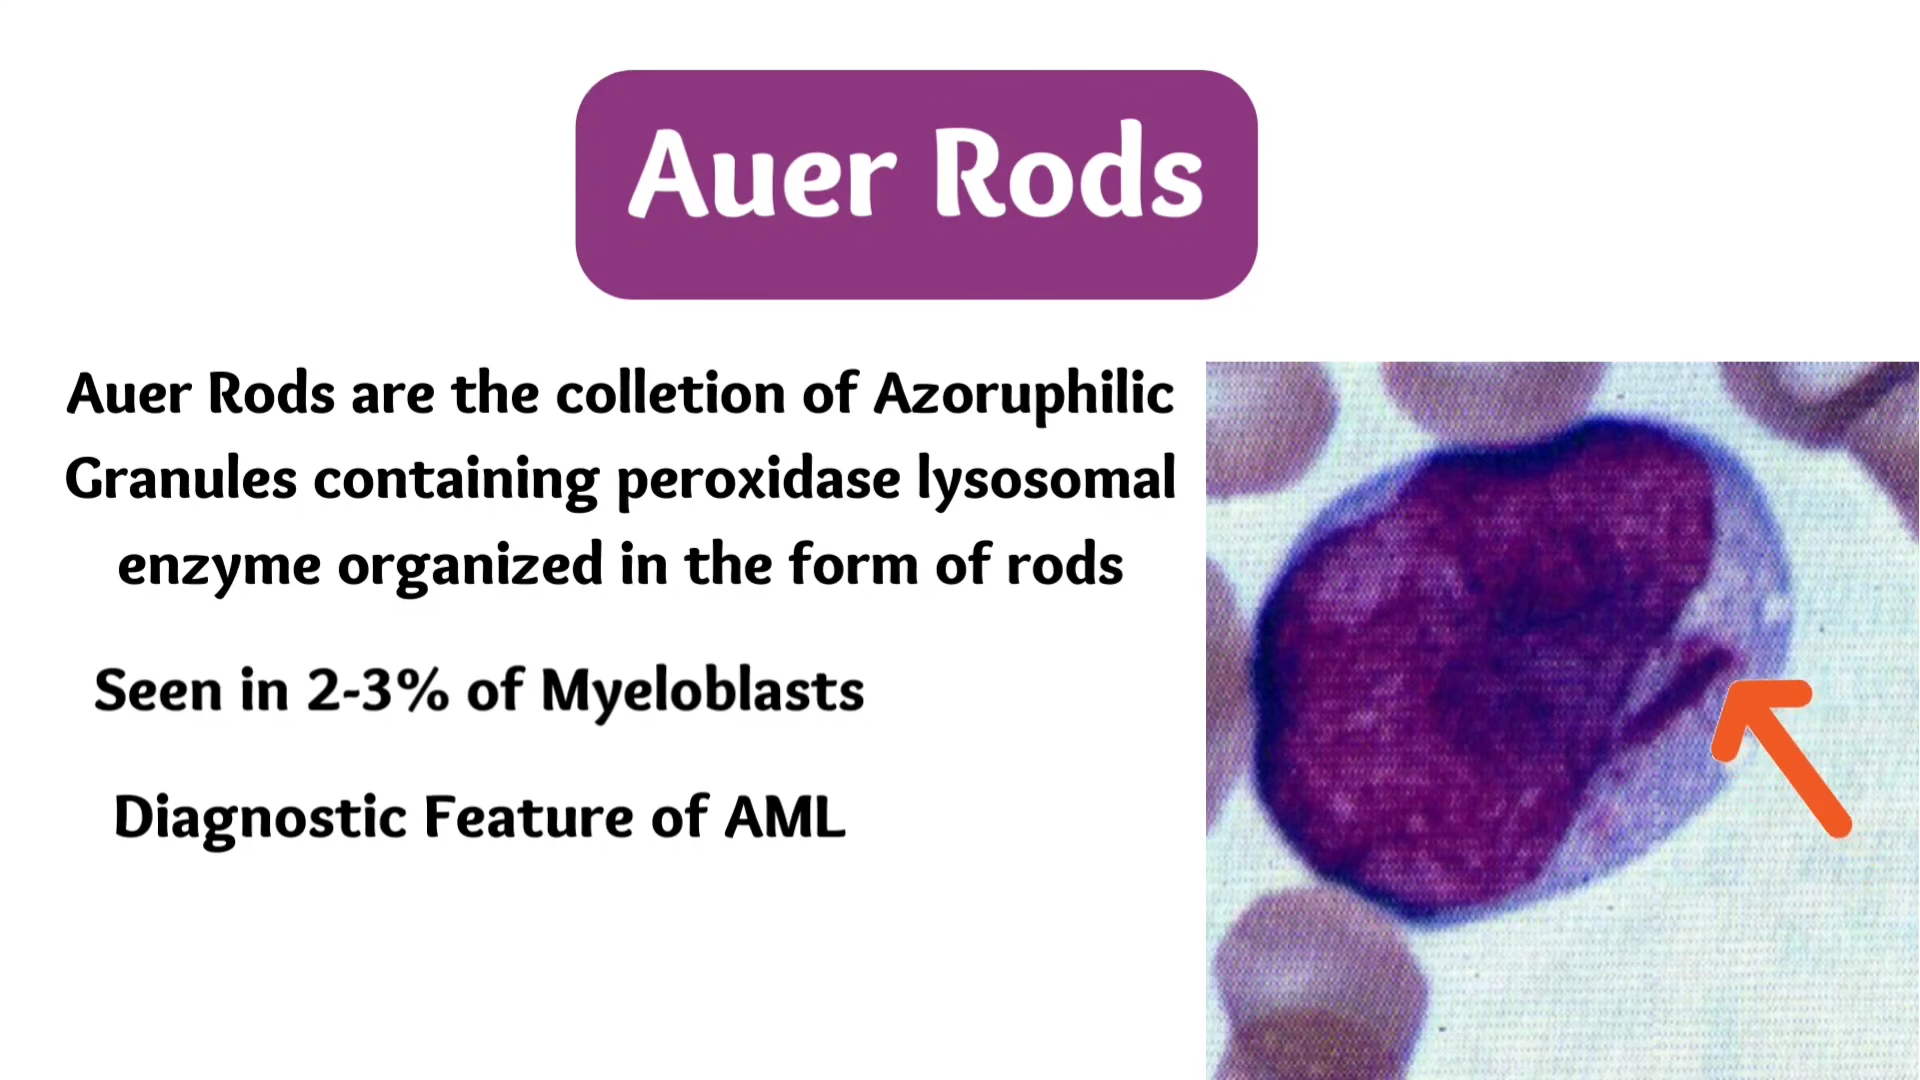 Auer Rods
Auer Rods are the colletion of Azoruphilic
Granules containing peroxidase lysosomal
enzyme organized in the form of rods
Seen in 2-3% of Myeloblasts
Diagnostic Feature of AML